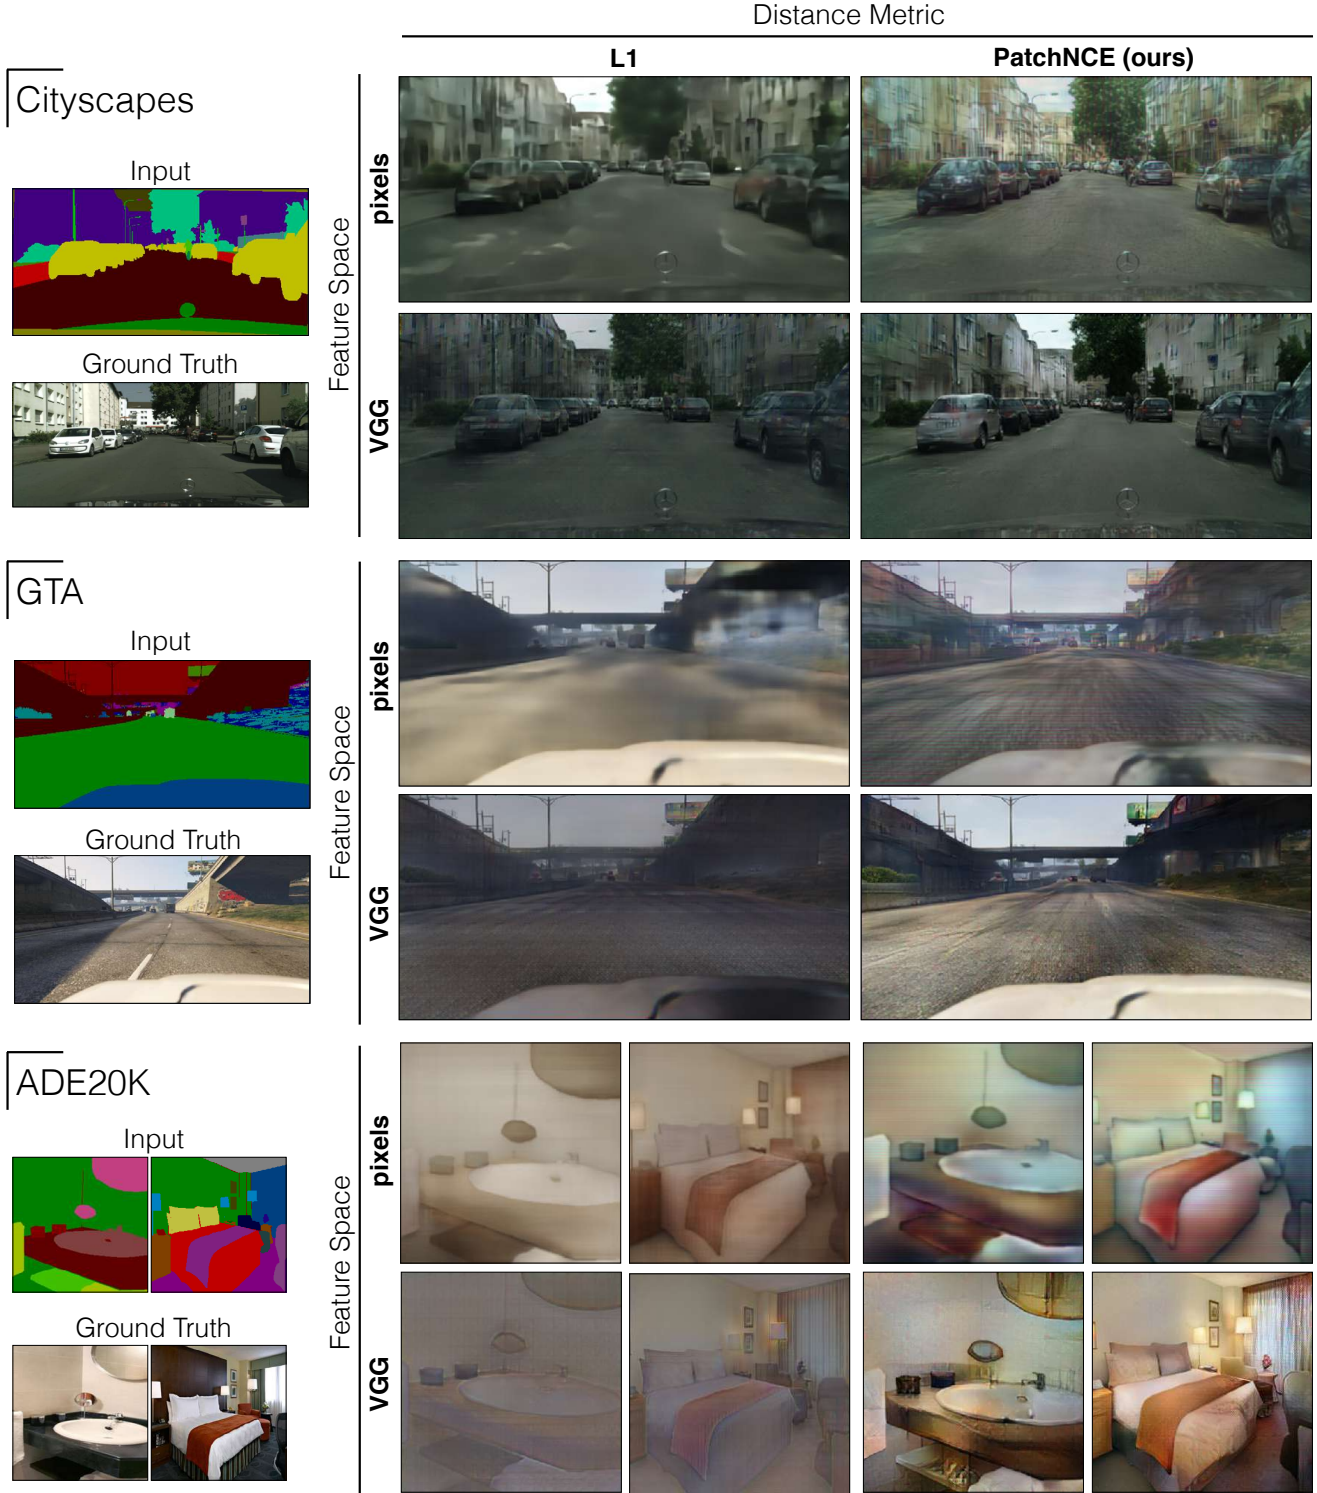 Distance Metric
L1
PatchNCE (ours)
Cityscapes
Input
Ground Truth
Feature Space
pixels
VGG
GTA
Input
Ground Truth
Feature Space
pixels
VGG
ADE20K
Input
Ground Truth
Feature Space
pixels
VGG